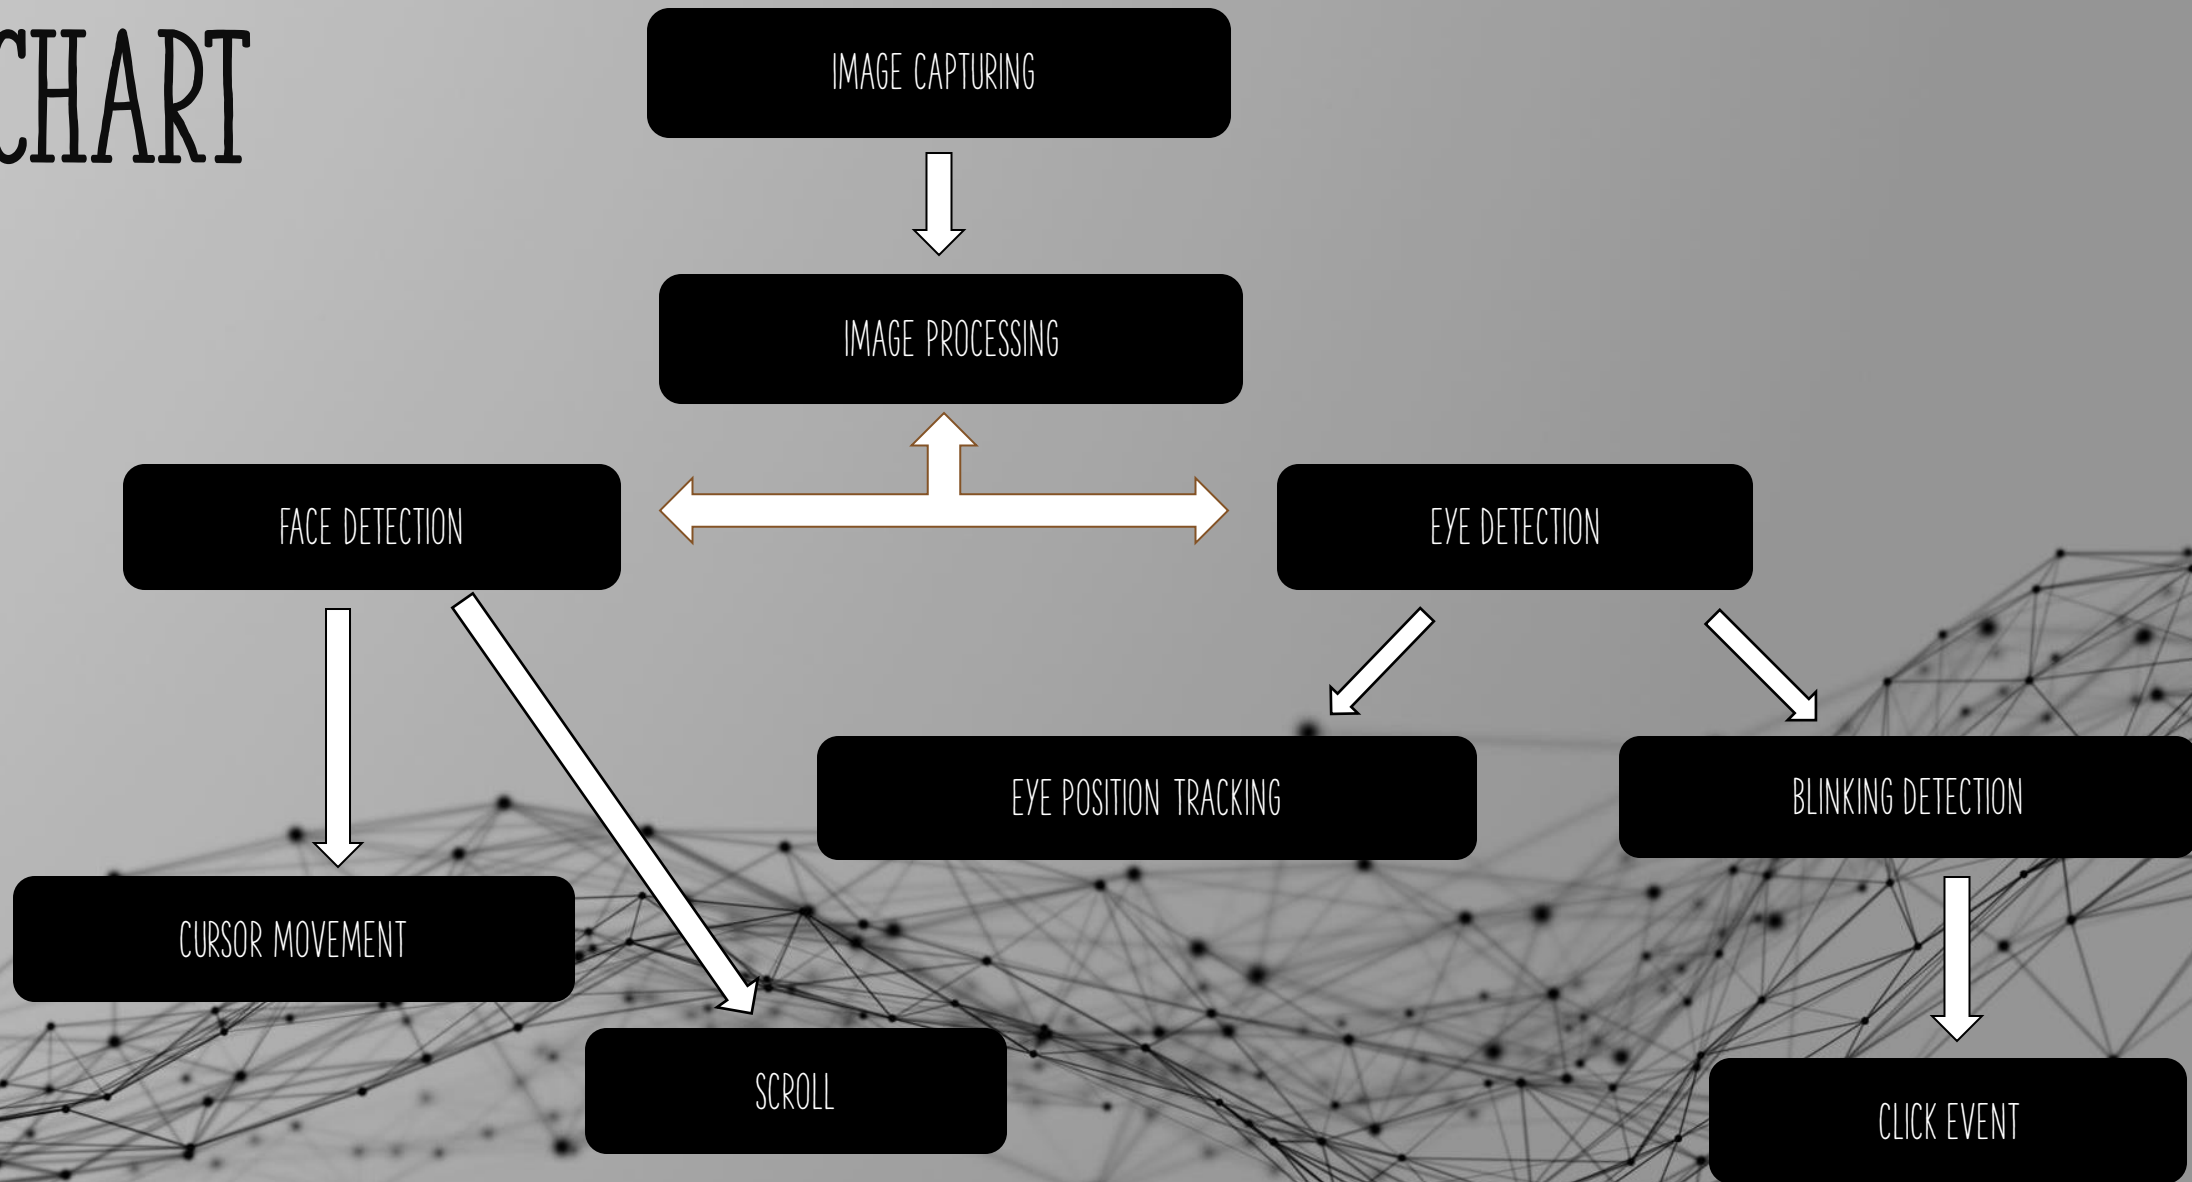 CHART
IMAGE CAPTURING
IMAGE PROCESSING
FACE DETECTION
EYE DETECTION
EYE POSITION TRACKING
BLINKING DETECTION
CURSOR MOVEMENT
SCROLL
CLICK EVENT